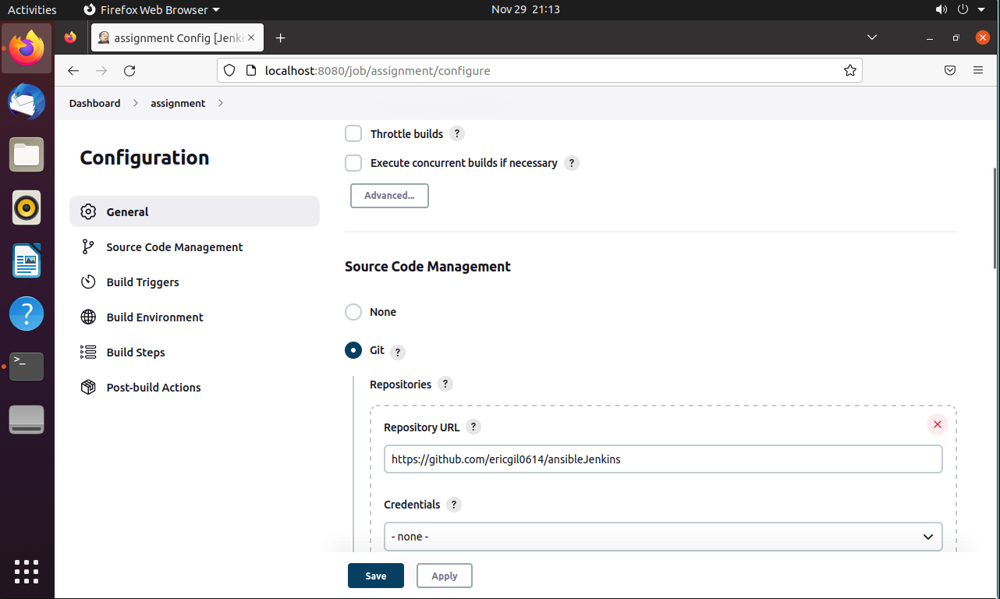 Activities
Firefox Web Browser
Nov 29 21:13
assignment Config [Jenki
localhost:8080/job/assignment/configure
Dashboard
assignment
Configuration
General
Source Code Management
Build Triggers
Build Environment
Build Steps
Post-build Actions
Throttle builds ?
Execute concurrent builds if necessary ?
Advanced...
Source Code Management
None
Git ?
Repositories ?
Repository URL ?
https://github.com/ericgil0614/ansibleJenkins
Credentials ?
- none -
Save
Apply